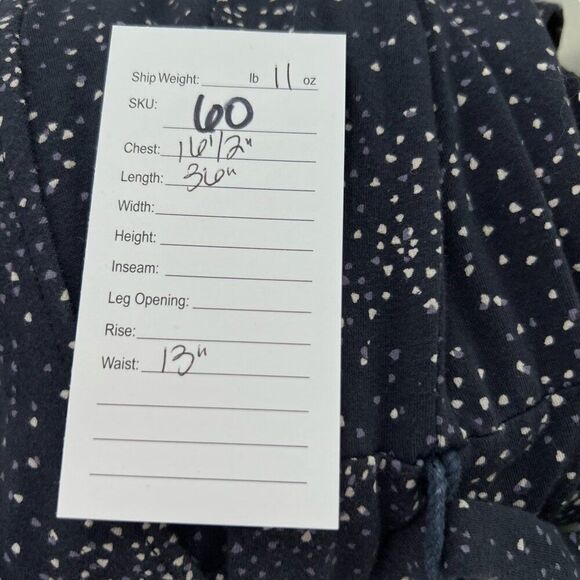 Ship Weight: lb 11 oz
SKU: 60
Chest: 16 1/2"
Length: 36"
Width:
Height:
Inseam:
Leg Opening:
Rise:
Waist: 13"